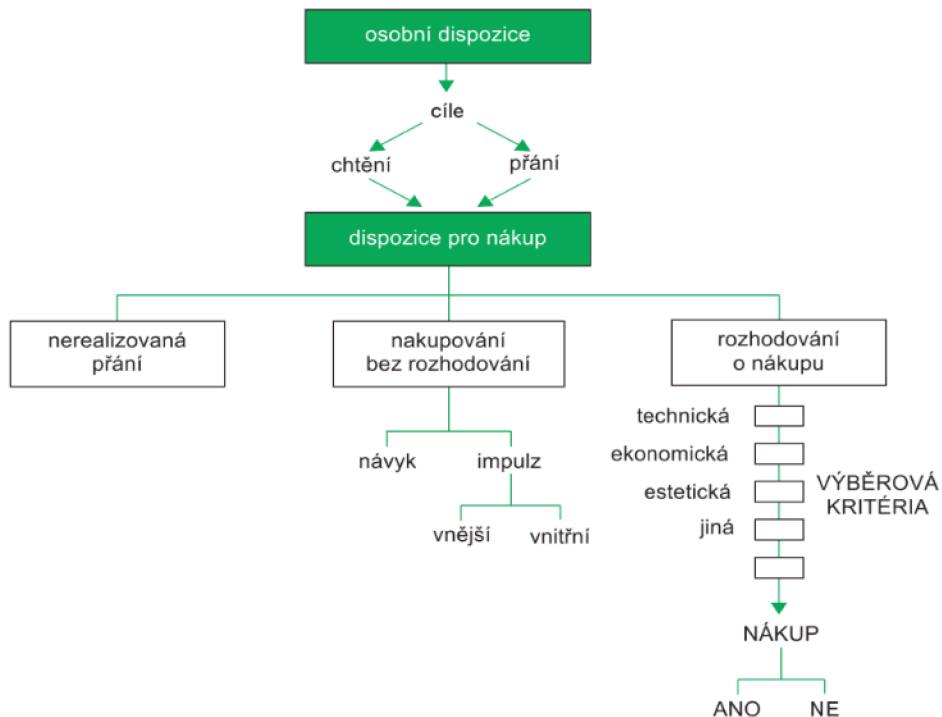 osobní dispozice
cíle
chtění
přání
dispozice pro nákup
nerealizovaná
přání
nakupování
bez rozhodování
rozhodování
o nákupu
návyk
impulz
vnější
vnitřní
technická
ekonomická
estetická
jiná
VÝBĚROVÁ
KRITÉRIA
NÁKUP
ANO
NE